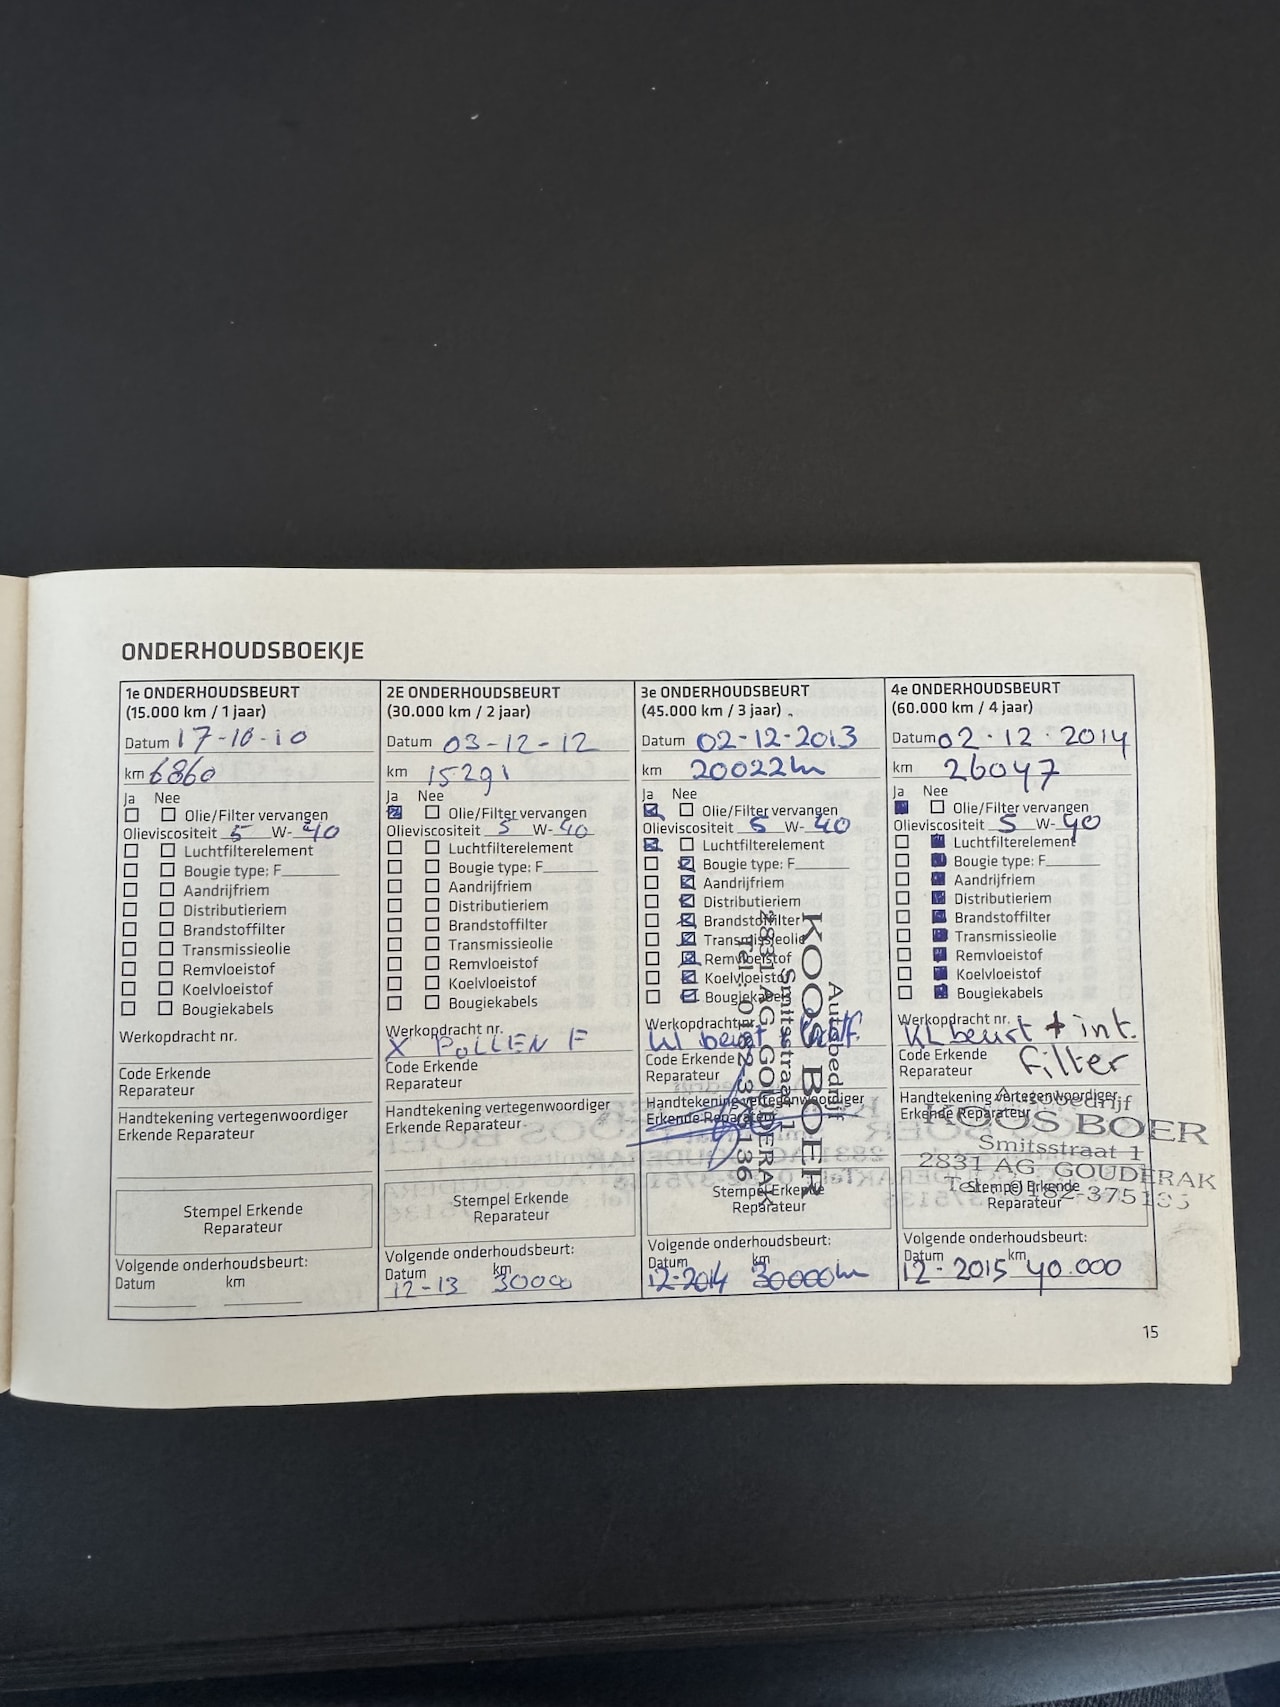 ONDERHOUDSBOEKJE
1e ONDERHOUDSBEURT
(15.000 km / 1 jaar)
Datum 17-10-10
km 6860
Ja Nee
Olie/Filter vervangen
Olieviscositeit 5 W- 40
Luchtfilterelement
Bougie type: F
Aandrijfriem
Distributieriem
Brandstoffilter
Transmissieolie
Remvloeistof
Koelvloeistof
Bougiekabels
Werkopdracht nr.
Code Erkende
Reparateur
Handtekening vertegenwoordiger
Erkende Reparateur
Stempel Erkende
Reparateur
Volgende onderhoudsbeurt:
Datum km
2E ONDERHOUDSBEURT
(30.000 km / 2 jaar)
Datum 03-12-12
km 15291
Ja Nee
Olie/Filter vervangen
Olieviscositeit 5 W- 40
Luchtfilterelement
Bougie type: F
Aandrijfriem
Distributieriem
Brandstoffilter
Transmissieolie
Remvloeistof
Koelvloeistof
Bougiekabels
Werkopdracht nr.
X POLLEN F
Code Erkende
Reparateur
Handtekening vertegenwoordiger
Erkende Reparateur
Stempel Erkende
Reparateur
Volgende onderhoudsbeurt:
Datum km
12-13 30000
3e ONDERHOUDSBEURT
(45.000 km / 3 jaar)
Datum 02-12-2013
km 20022km
Ja Nee
Olie/Filter vervangen
Olieviscositeit 5 W- 40
Luchtfilterelement
Bougie type: F
Aandrijfriem
Distributieriem
Brandstoffilter
Transmissieolie
Remvloeistof
Koelvloeistof
Bougiekabels
Werkopdracht nr.
beurt
Code Erkende
Reparateur
Handtekening vertegenwoordiger
Erkende Reparateur
Autobedrijf
KOOS BOER
Smitsstraat 1
2831 AG GOUDERAK
Tel.: 0182-375136
Stempel Erkende
Reparateur
Volgende onderhoudsbeurt:
Datum km
12-2014 30000km
4e ONDERHOUDSBEURT
(60.000 km / 4 jaar)
Datum 02-12-2014
km 26047
Ja Nee
Olie/Filter vervangen
Olieviscositeit 5 W- 40
Luchtfilterelement
Bougie type: F
Aandrijfriem
Distributieriem
Brandstoffilter
Transmissieolie
Remvloeistof
Koelvloeistof
Bougiekabels
Werkopdracht nr.
KL beurt + int.
filter
Code Erkende
Reparateur
Handtekening vertegenwoordiger
Erkende Reparateur
Autobedrijf
KOOS BOER
Smitsstraat 1
2831 AG GOUDERAK
Tel.: 0182-375136
Stempel Erkende
Reparateur
Volgende onderhoudsbeurt:
Datum km
12-2015 40.000
15